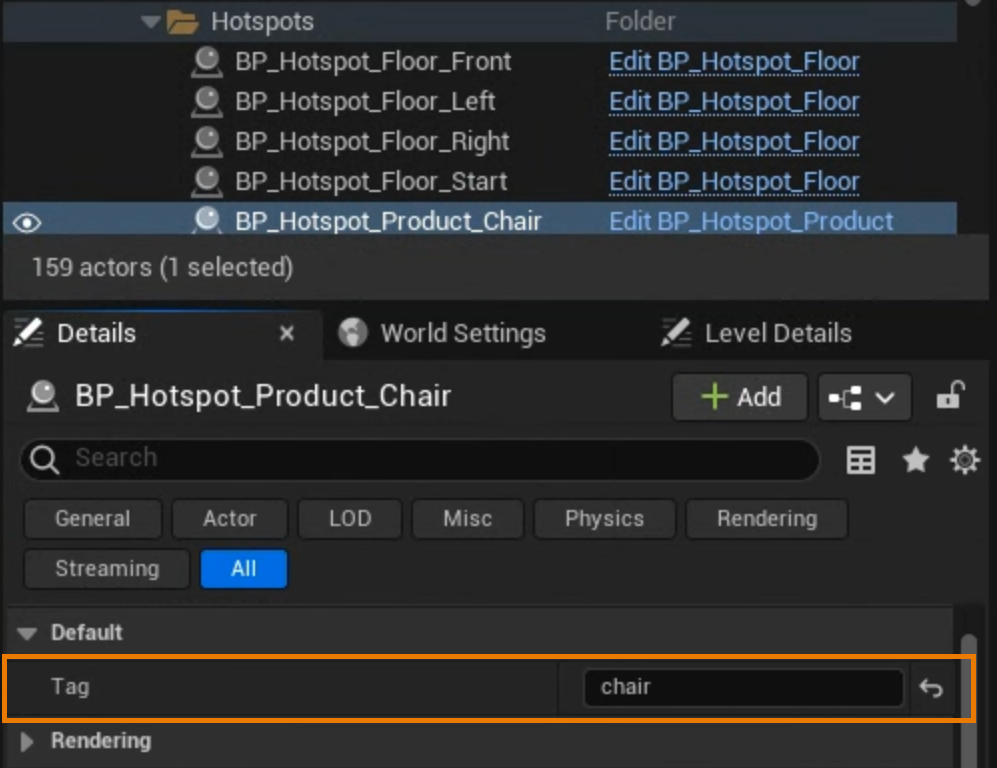 Hotspots Folder
BP_Hotspot_Floor_Front Edit BP_Hotspot_Floor
BP_Hotspot_Floor_Left Edit BP_Hotspot_Floor
BP_Hotspot_Floor_Right Edit BP_Hotspot_Floor
BP_Hotspot_Floor_Start Edit BP_Hotspot_Floor
BP_Hotspot_Product_Chair Edit BP_Hotspot_Product
159 actors (1 selected)
Details World Settings Level Details
BP_Hotspot_Product_Chair Add
Search
General Actor LOD Misc Physics Rendering
Streaming All
Default
Tag chair
Rendering